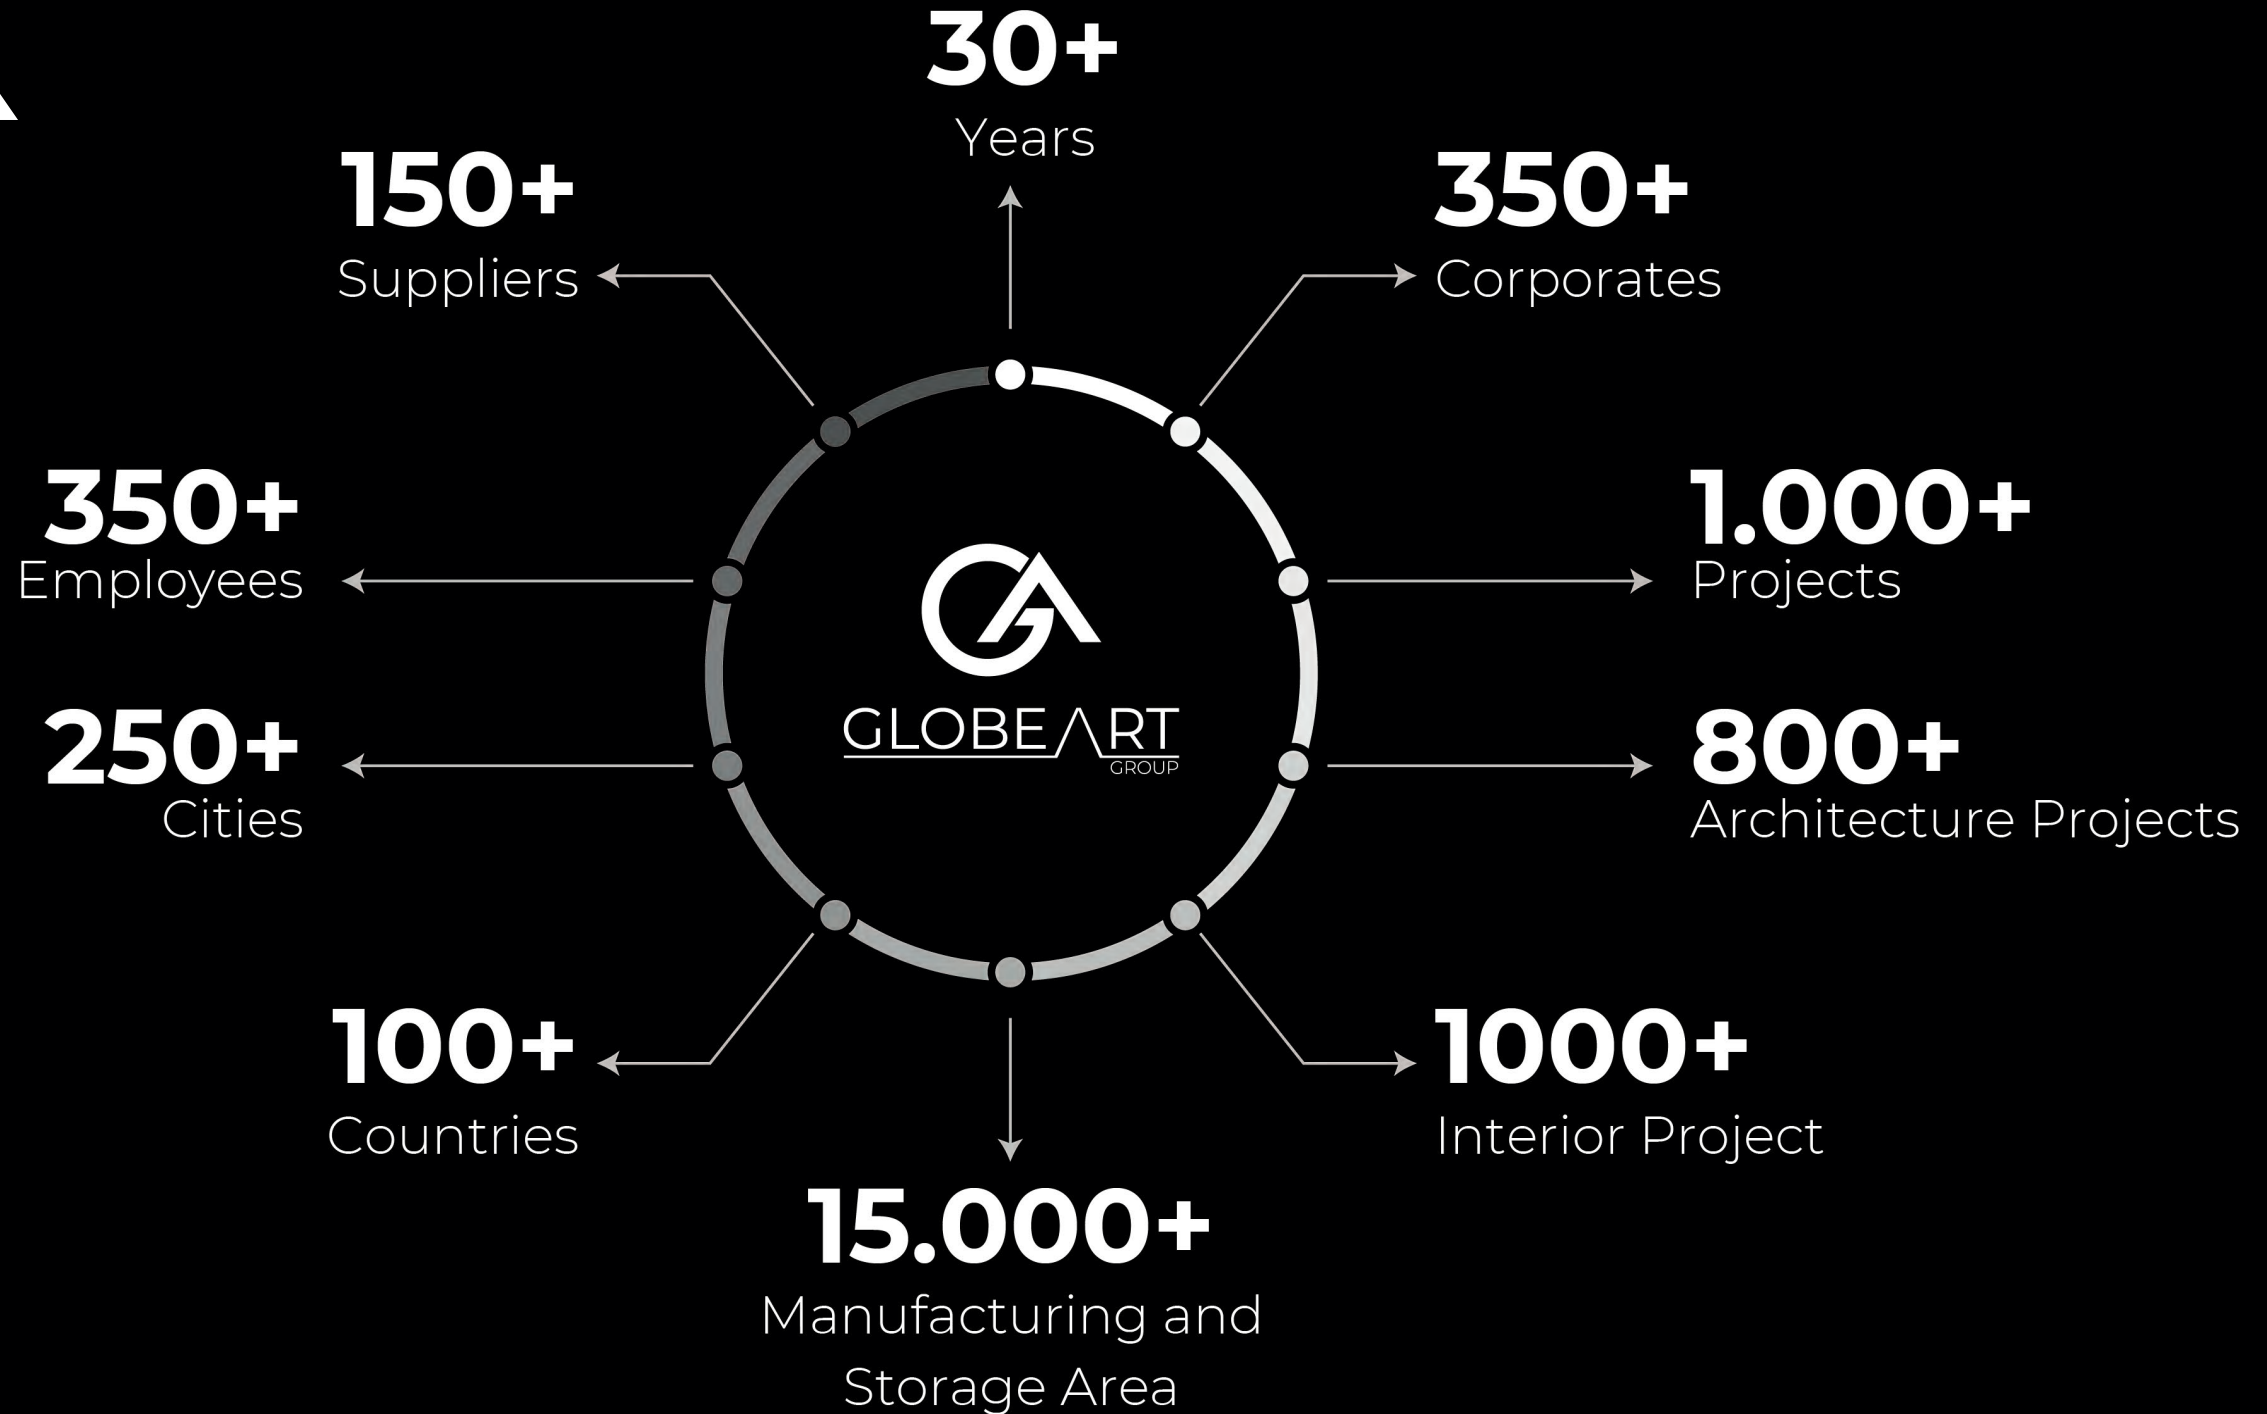 30+
Years
150+
Suppliers
350+
Corporates
350+
Employees
1.000+
Projects
GLOBEART
GROUP
250+
Cities
800+
Architecture Projects
100+
Countries
1000+
Interior Project
15.000+
Manufacturing and
Storage Area